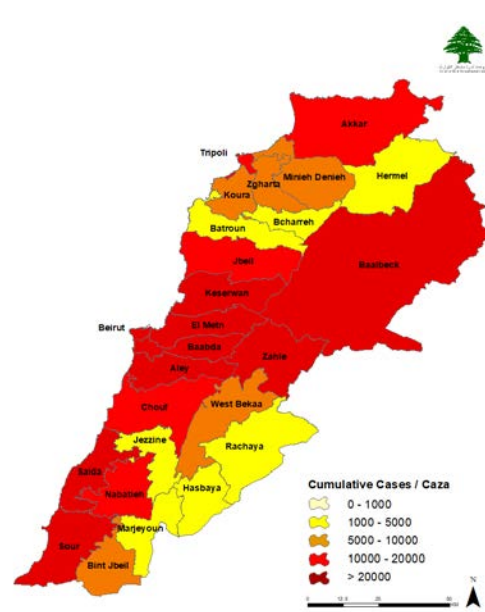 Akkar
Tripoli
Minieh Denieh
Hermel
Zgharta
Koura
Bcharreh
Batroun
Jbeil
Baalbeck
Keserwan
El Metn
Beirut
Baabda
Zahle
Aley
West Bekaa
Chouf
Jezzine
Rachaya
Saida
Hasbaya
Nabatieh
Marjeyoun
Sour
Bint Jbeil
Cumulative Cases / Caza
0 - 1000
1000 - 5000
5000 - 10000
10000 - 20000
> 20000
N